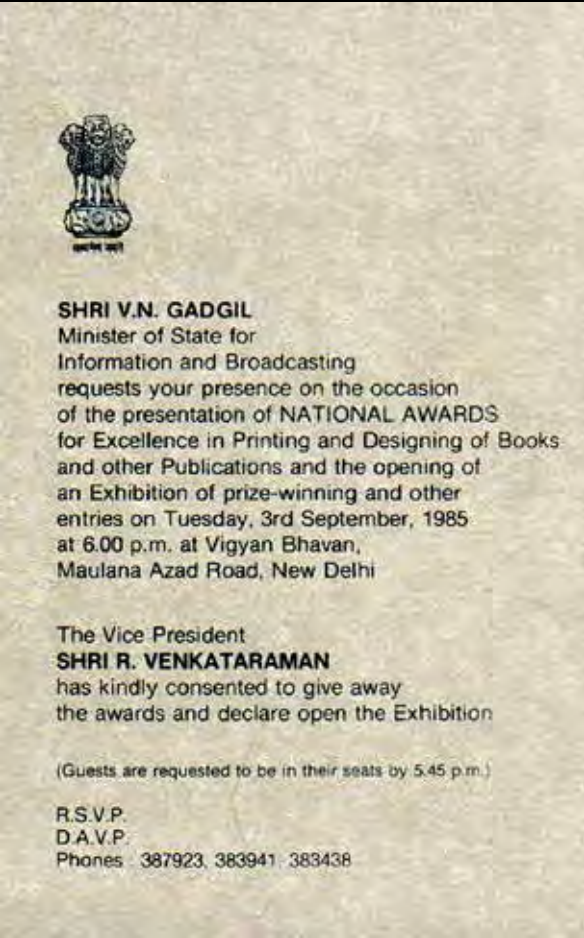 सत्यमेव जयते
SHRI V.N. GADGIL
Minister of State for
Information and Broadcasting
requests your presence on the occasion
of the presentation of NATIONAL AWARDS
for Excellence in Printing and Designing of Books
and other Publications and the opening of
an Exhibition of prize-winning and other
entries on Tuesday, 3rd September, 1985
at 6.00 p.m. at Vigyan Bhavan,
Maulana Azad Road, New Delhi
The Vice President
SHRI R. VENKATARAMAN
has kindly consented to give away
the awards and declare open the Exhibition
(Guests are requested to be in their seats by 5.45 p.m.)
R.S.V.P.
D.A.V.P.
Phones : 387923, 383941, 383438